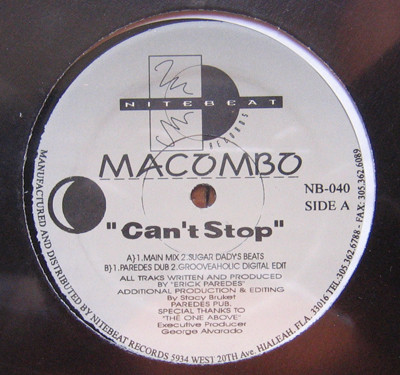 NITEBEAT
RECORDS
MACOMBO
NB-040
SIDE A
"Can't Stop"
A)1.MAIN MIX 2.SUGAR DADYS BEATS
B)1.PAREDES DUB 2.GROOVEAHOLIC DIGITAL EDIT
ALL TRAKS WRITTEN AND PRODUCED
BY "ERICK PAREDES"
ADDITIONAL PRODUCTION & EDITING
By Stacy Bruket
PAREDES PUB.
SPECIAL THANKS TO
"THE ONE ABOVE"
Executive Producer
George Alvarado
MANUFACTURED AND DISTRIBUTED BY NITEBEAT RECORDS 5934 WEST 20TH Ave. HIALEAH, FLA. 33016 TEL:305.362.6788 - FAX: 305.362.6089